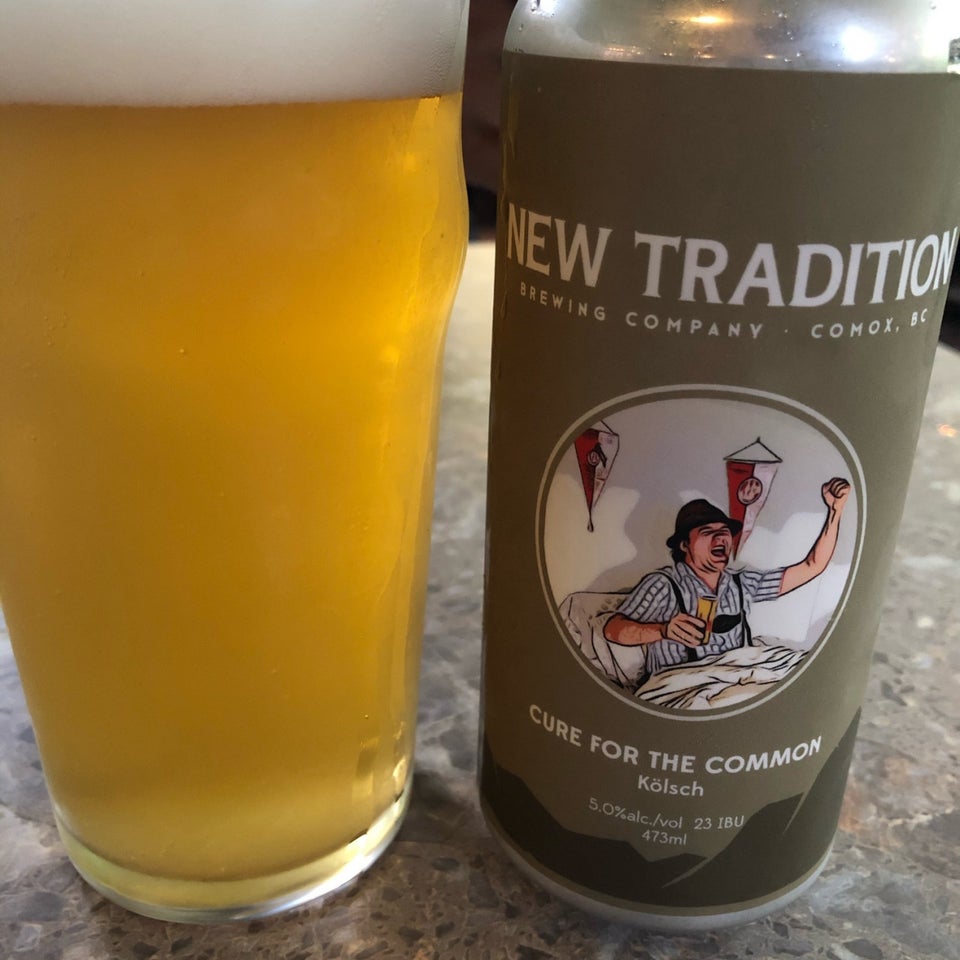 NEW TRADITION
BREWING COMPANY · COMOX, BC
CURE FOR THE COMMON
Kölsch
5.0%alc./vol 23 IBU
473ml